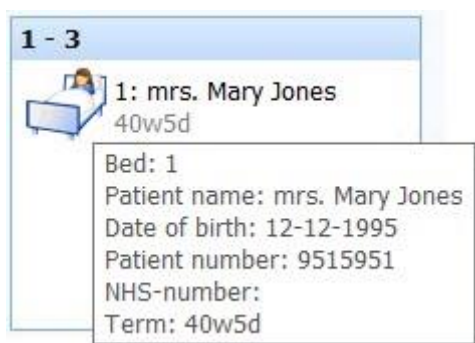 1 - 3
1: mrs. Mary Jones
40w5d
Bed: 1
Patient name: mrs. Mary Jones
Date of birth: 12-12-1995
Patient number: 9515951
NHS-number:
Term: 40w5d